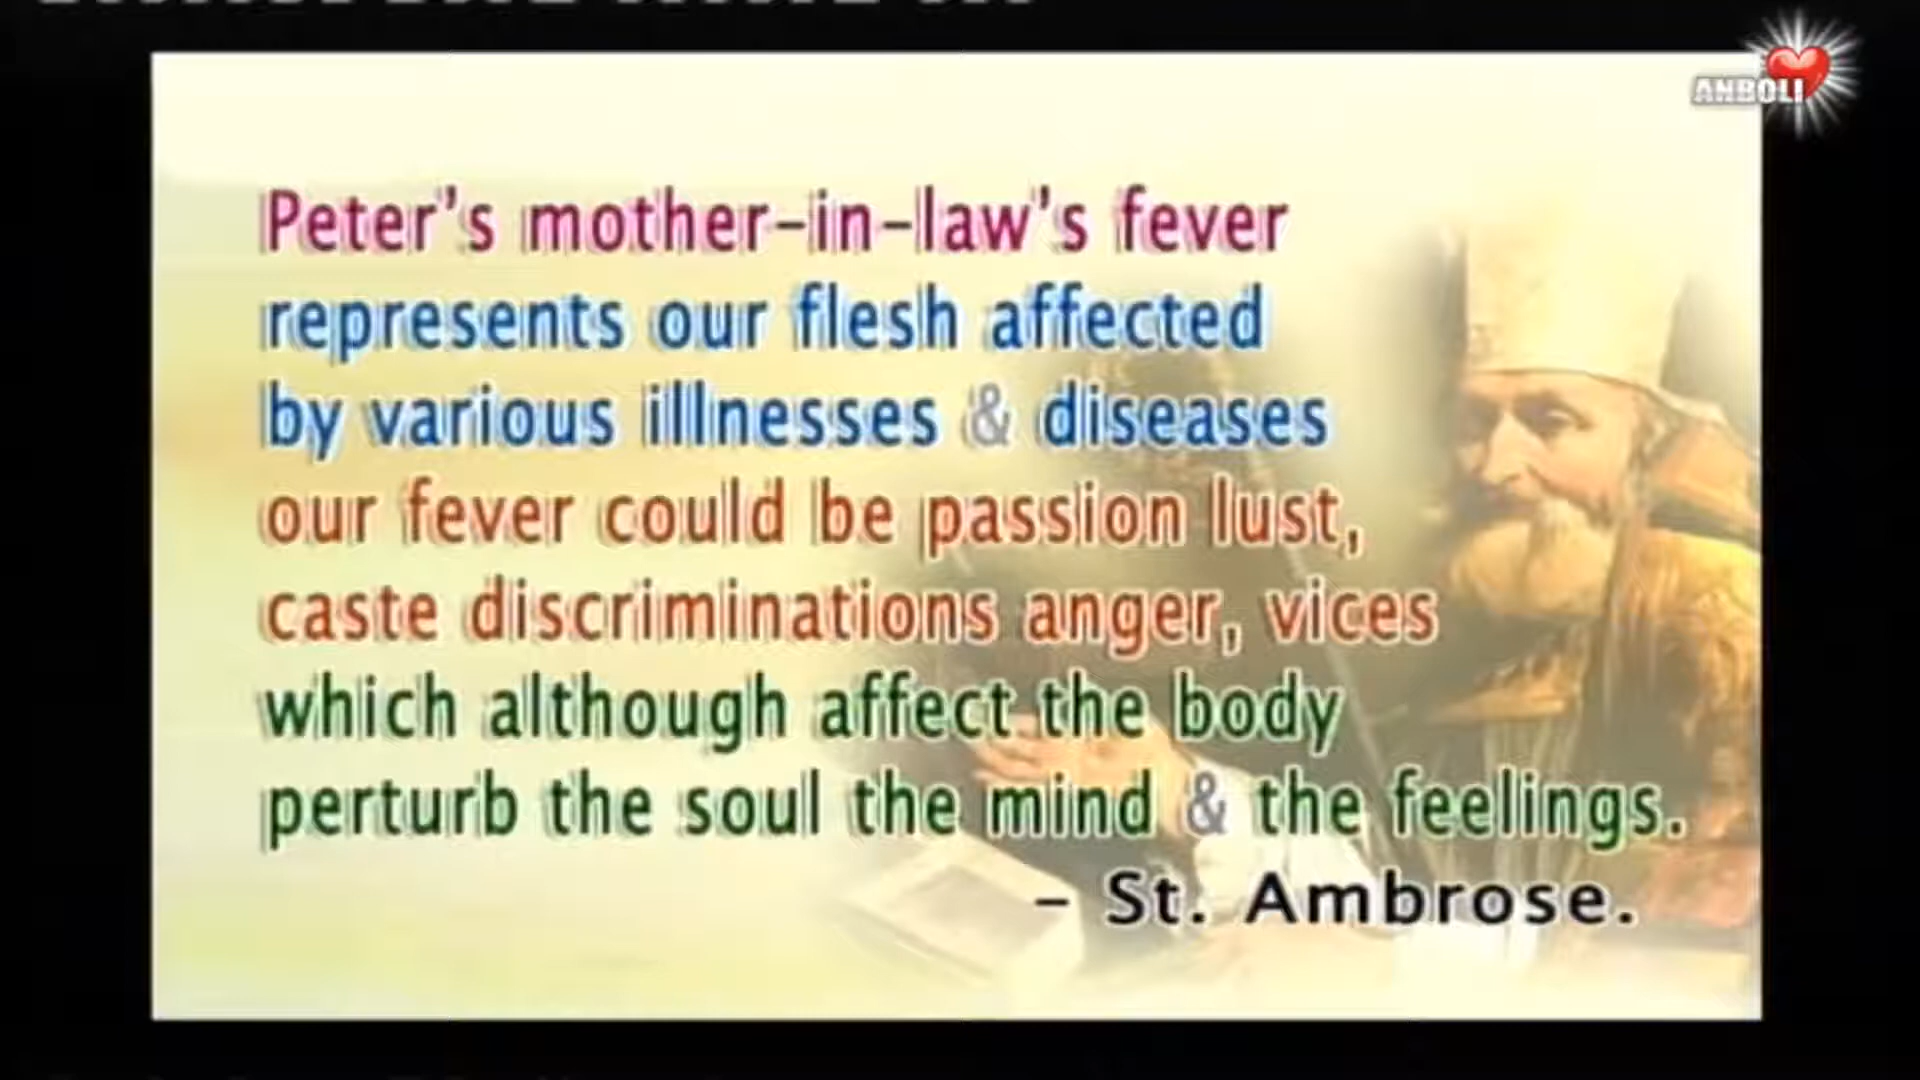 ANBOLI
Peter's mother-in-law's fever
represents our flesh affected
by various illnesses & diseases
our fever could be passion lust,
caste discriminations anger, vices
which although affect the body
perturb the soul the mind & the feelings.
- St. Ambrose.